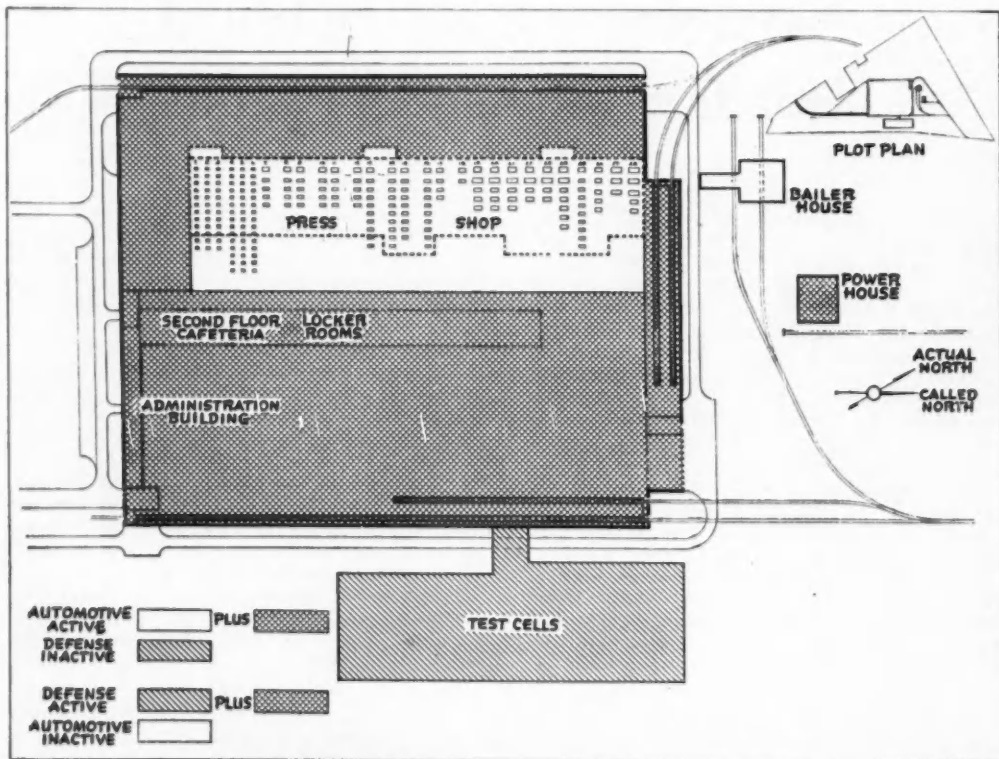 PLOT PLAN
BAILER
HOUSE
PRESS SHOP
POWER
HOUSE
SECOND FLOOR LOCKER
CAFETERIA ROOMS
ACTUAL
NORTH
CALLED
NORTH
ADMINISTRATION
BUILDING
TEST CELLS
AUTOMOTIVE
ACTIVE
PLUS
DEFENSE
INACTIVE
DEFENSE
ACTIVE
PLUS
AUTOMOTIVE
INACTIVE